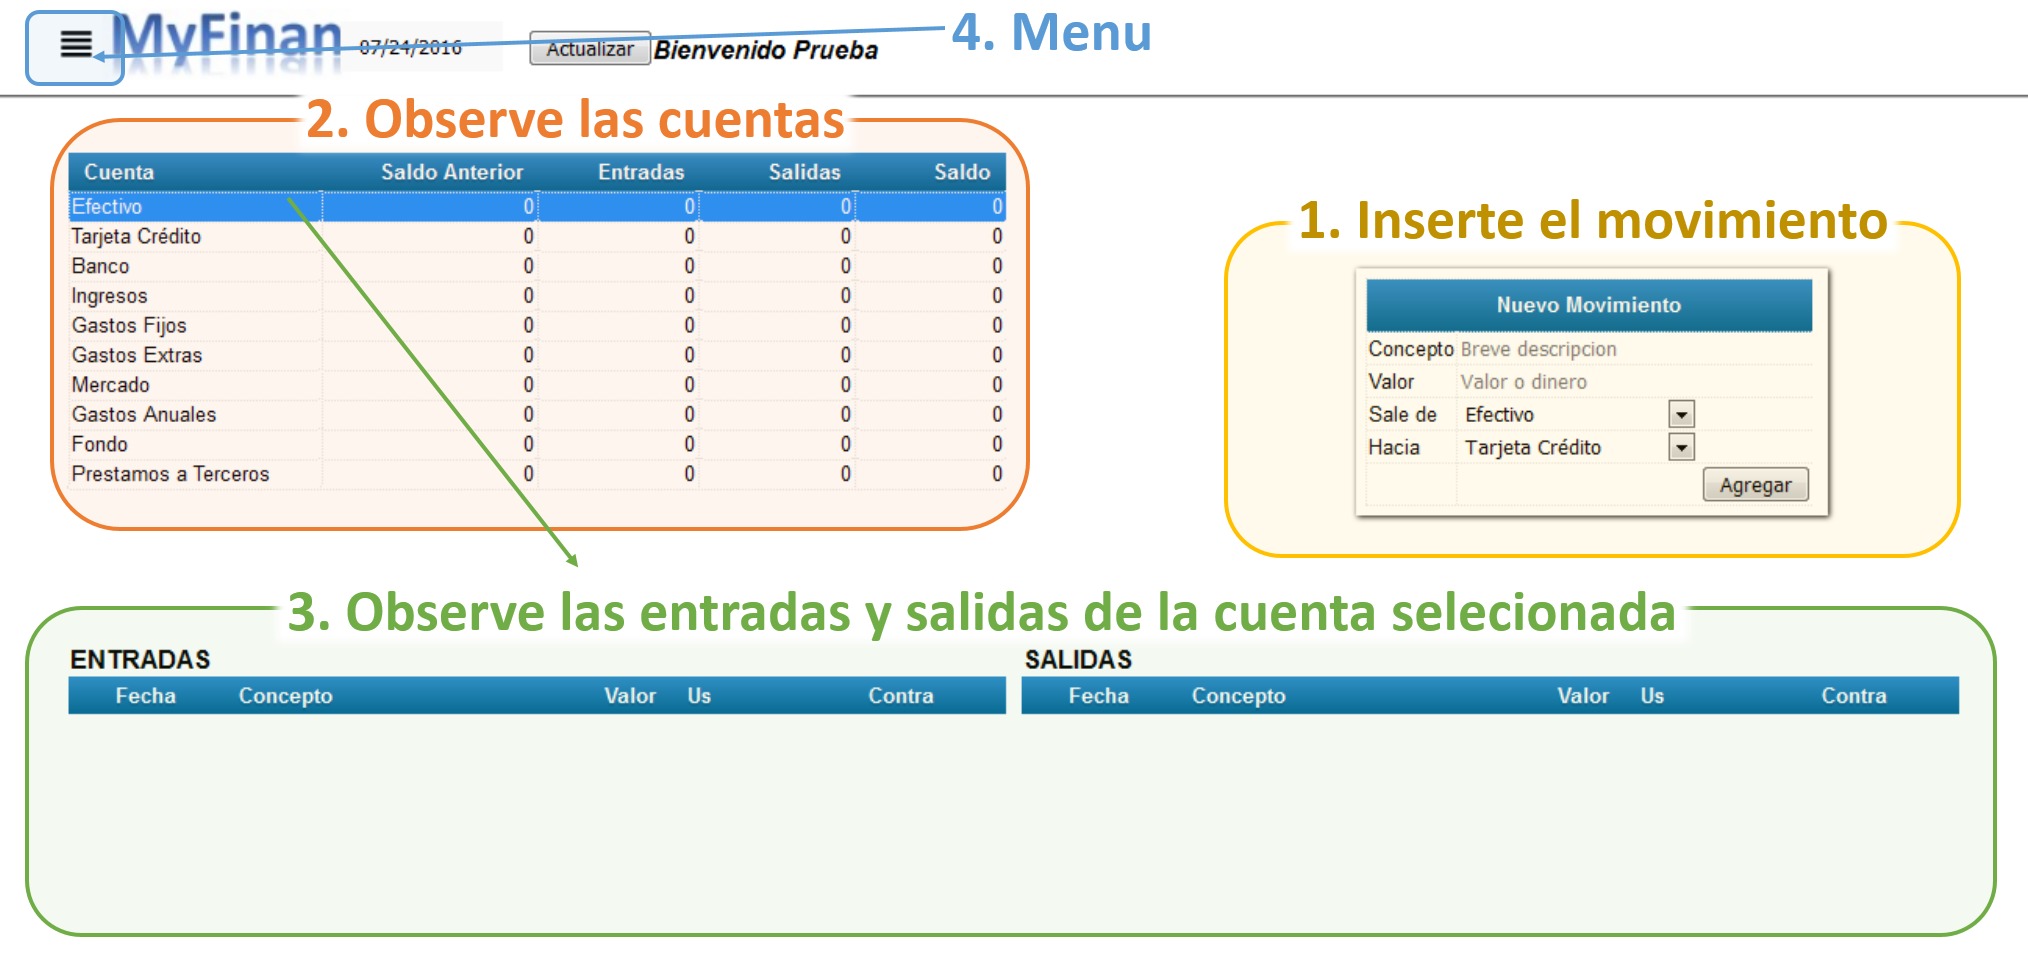 MyFinan 07/24/2016 Actualizar Bienvenido Prueba 4. Menu
2. Observe las cuentas
Cuenta Saldo Anterior Entradas Salidas Saldo
Efectivo 0 0 0 0
Tarjeta Crédito 0 0 0 0
Banco 0 0 0 0
Ingresos 0 0 0 0
Gastos Fijos 0 0 0 0
Gastos Extras 0 0 0 0
Mercado 0 0 0 0
Gastos Anuales 0 0 0 0
Fondo 0 0 0 0
Prestamos a Terceros 0 0 0 0
1. Inserte el movimiento
Nuevo Movimiento
Concepto Breve descripcion
Valor Valor o dinero
Sale de Efectivo
Hacia Tarjeta Crédito
Agregar
3. Observe las entradas y salidas de la cuenta selecionada
ENTRADAS
Fecha Concepto Valor Us Contra
SALIDAS
Fecha Concepto Valor Us Contra